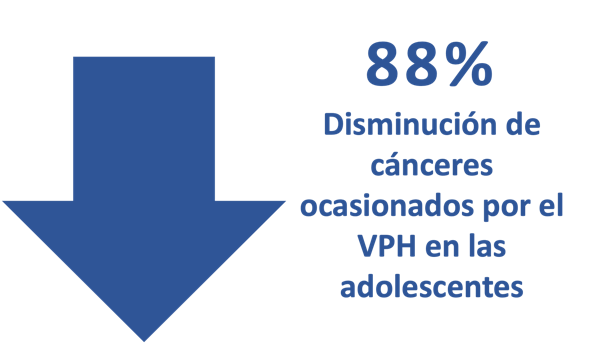 88%
Disminución de
cánceres
ocasionados por el
VPH en las
adolescentes